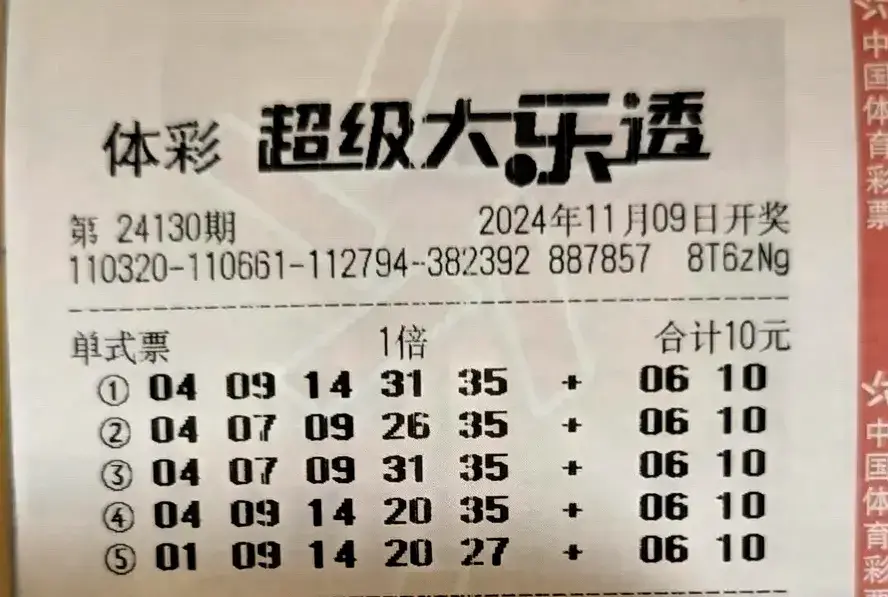 体彩 超级大乐透
第 24130期 2024年11月09日开奖
110320-110661-112794-382392 887857 8T6zNg
单式票 1倍 合计10元
① 04 09 14 31 35 + 06 10
② 04 07 09 26 35 + 06 10
③ 04 07 09 31 35 + 06 10
④ 04 09 14 20 35 + 06 10
⑤ 01 09 14 20 27 + 06 10
中国体育彩票
中国体育彩